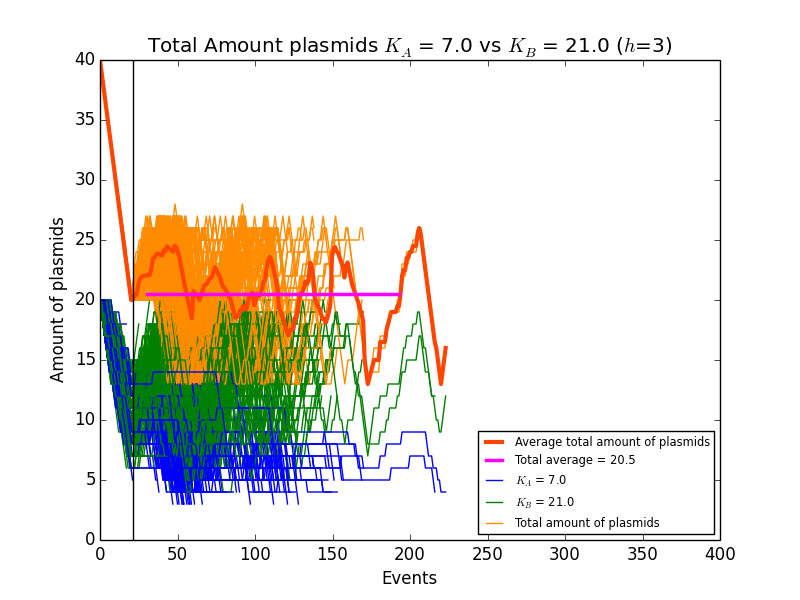 Total Amount plasmids K_A = 7.0 vs K_B = 21.0 (h=3)
40
35
30
25
20
15
10
5
0
Amount of plasmids
Average total amount of plasmids
Total average = 20.5
K_A = 7.0
K_B = 21.0
Total amount of plasmids
0 50 100 150 200 250 300 350 400
Events